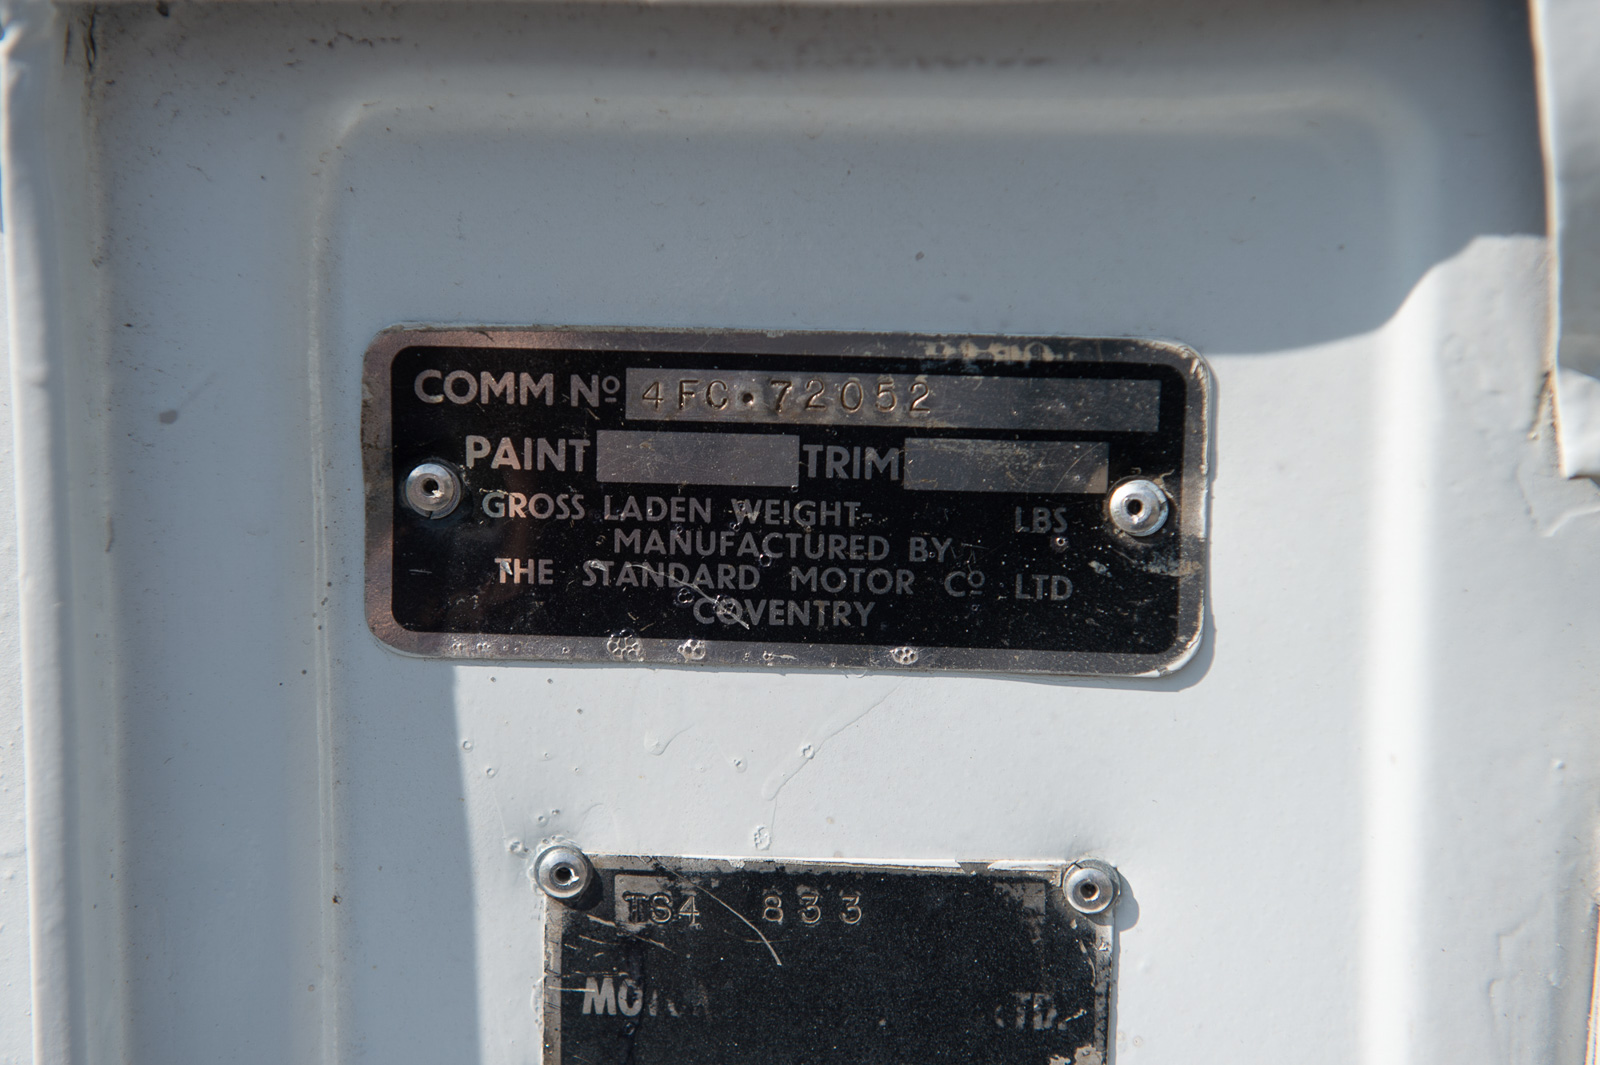 COMM Nº 4FC·72052
PAINT TRIM
GROSS LADEN WEIGHT- LBS
MANUFACTURED BY
THE STANDARD MOTOR Cº LTD
COVENTRY
TS4 833
LTD.